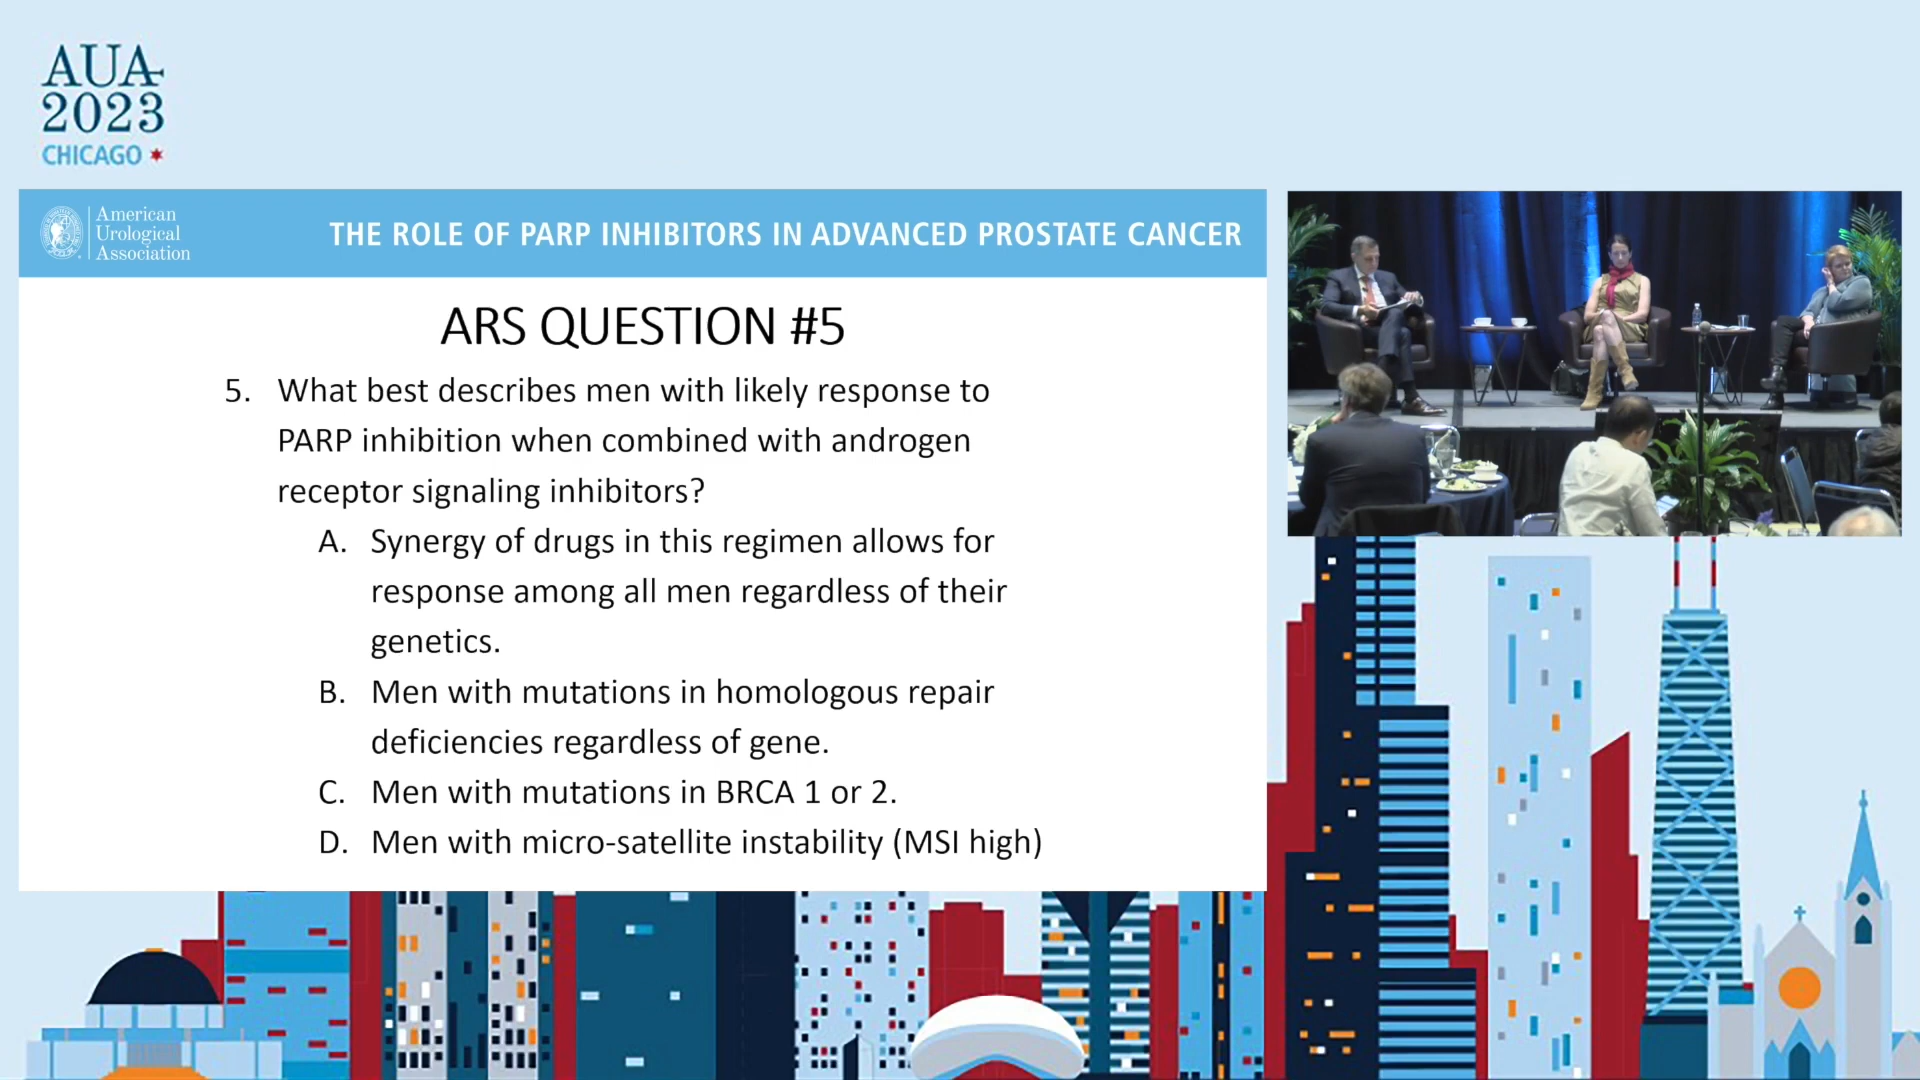 AUA
2023
CHICAGO
American
Urological
Association
THE ROLE OF PARP INHIBITORS IN ADVANCED PROSTATE CANCER
ARS QUESTION #5
5. What best describes men with likely response to
PARP inhibition when combined with androgen
receptor signaling inhibitors?
A. Synergy of drugs in this regimen allows for
response among all men regardless of their
genetics.
B. Men with mutations in homologous repair
deficiencies regardless of gene.
C. Men with mutations in BRCA 1 or 2.
D. Men with micro-satellite instability (MSI high)